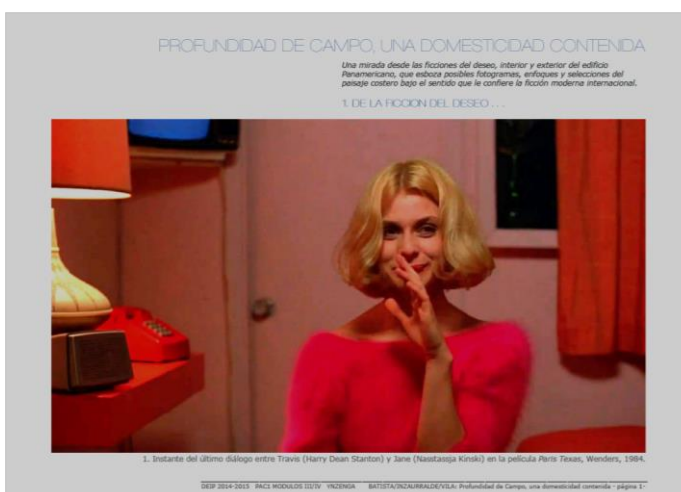 PROFUNDIDAD DE CAMPO, UNA DOMESTICIDAD CONTENIDA
Una mirada desde las ficciones del deseo, interior y exterior del edificio
Panamericano, que esboza posibles fotogramas, enfoques y selecciones del
paisaje costero bajo el sentido que le confiere la ficción moderna internacional.
1. DE LA FICCION DEL DESEO . . .
1. Instante del último diálogo entre Travis (Harry Dean Stanton) y Jane (Nasstassja Kinski) en la película Paris Texas, Wenders, 1984.
DEIP 2014-2015 PAC1 MODULOS III/IV YNZENGA BATISTA/INZAURRALDE/VILA: Profundidad de Campo, una domesticidad contenida - página 1-